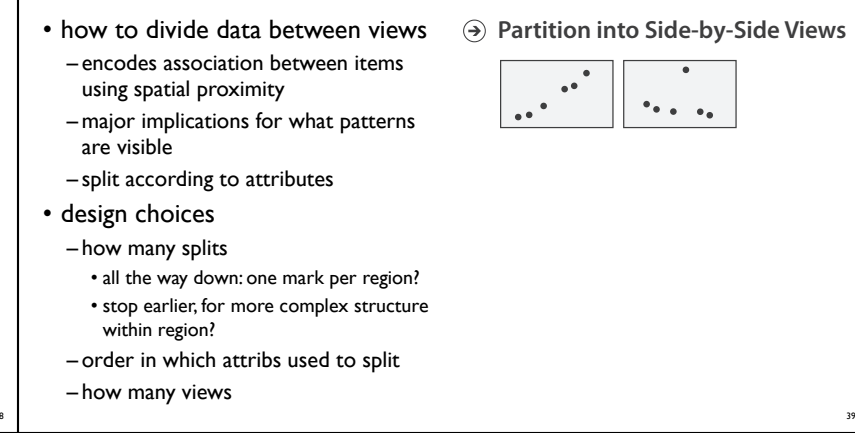 • how to divide data between views
– encodes association between items
using spatial proximity
– major implications for what patterns
are visible
– split according to attributes
• design choices
– how many splits
• all the way down: one mark per region?
• stop earlier, for more complex structure
within region?
– order in which attribs used to split
– how many views
Partition into Side-by-Side Views
8
39